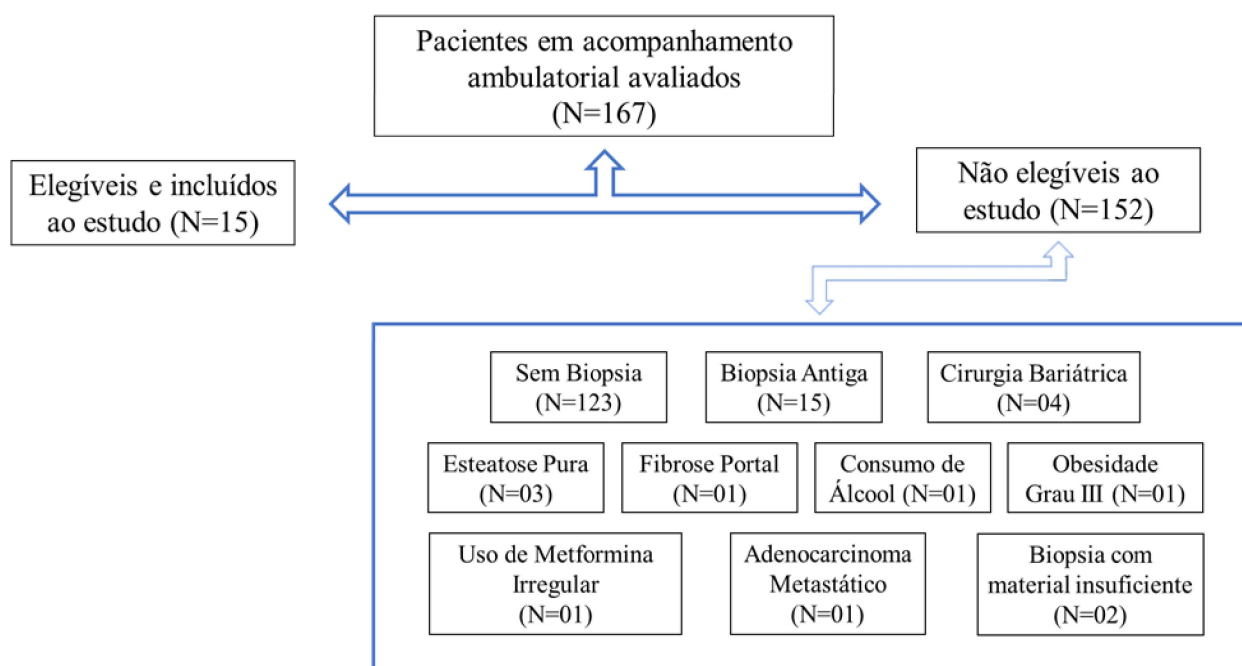 Pacientes em acompanhamento
ambulatorial avaliados
(N=167)
Elegíveis e incluídos
ao estudo (N=15)
Não elegíveis ao
estudo (N=152)
Sem Biopsia
(N=123)
Biopsia Antiga
(N=15)
Cirurgia Bariátrica
(N=04)
Esteatose Pura
(N=03)
Fibrose Portal
(N=01)
Consumo de
Álcool (N=01)
Obesidade
Grau III (N=01)
Uso de Metformina
Irregular
(N=01)
Adenocarcinoma
Metastático
(N=01)
Biopsia com
material insuficiente
(N=02)